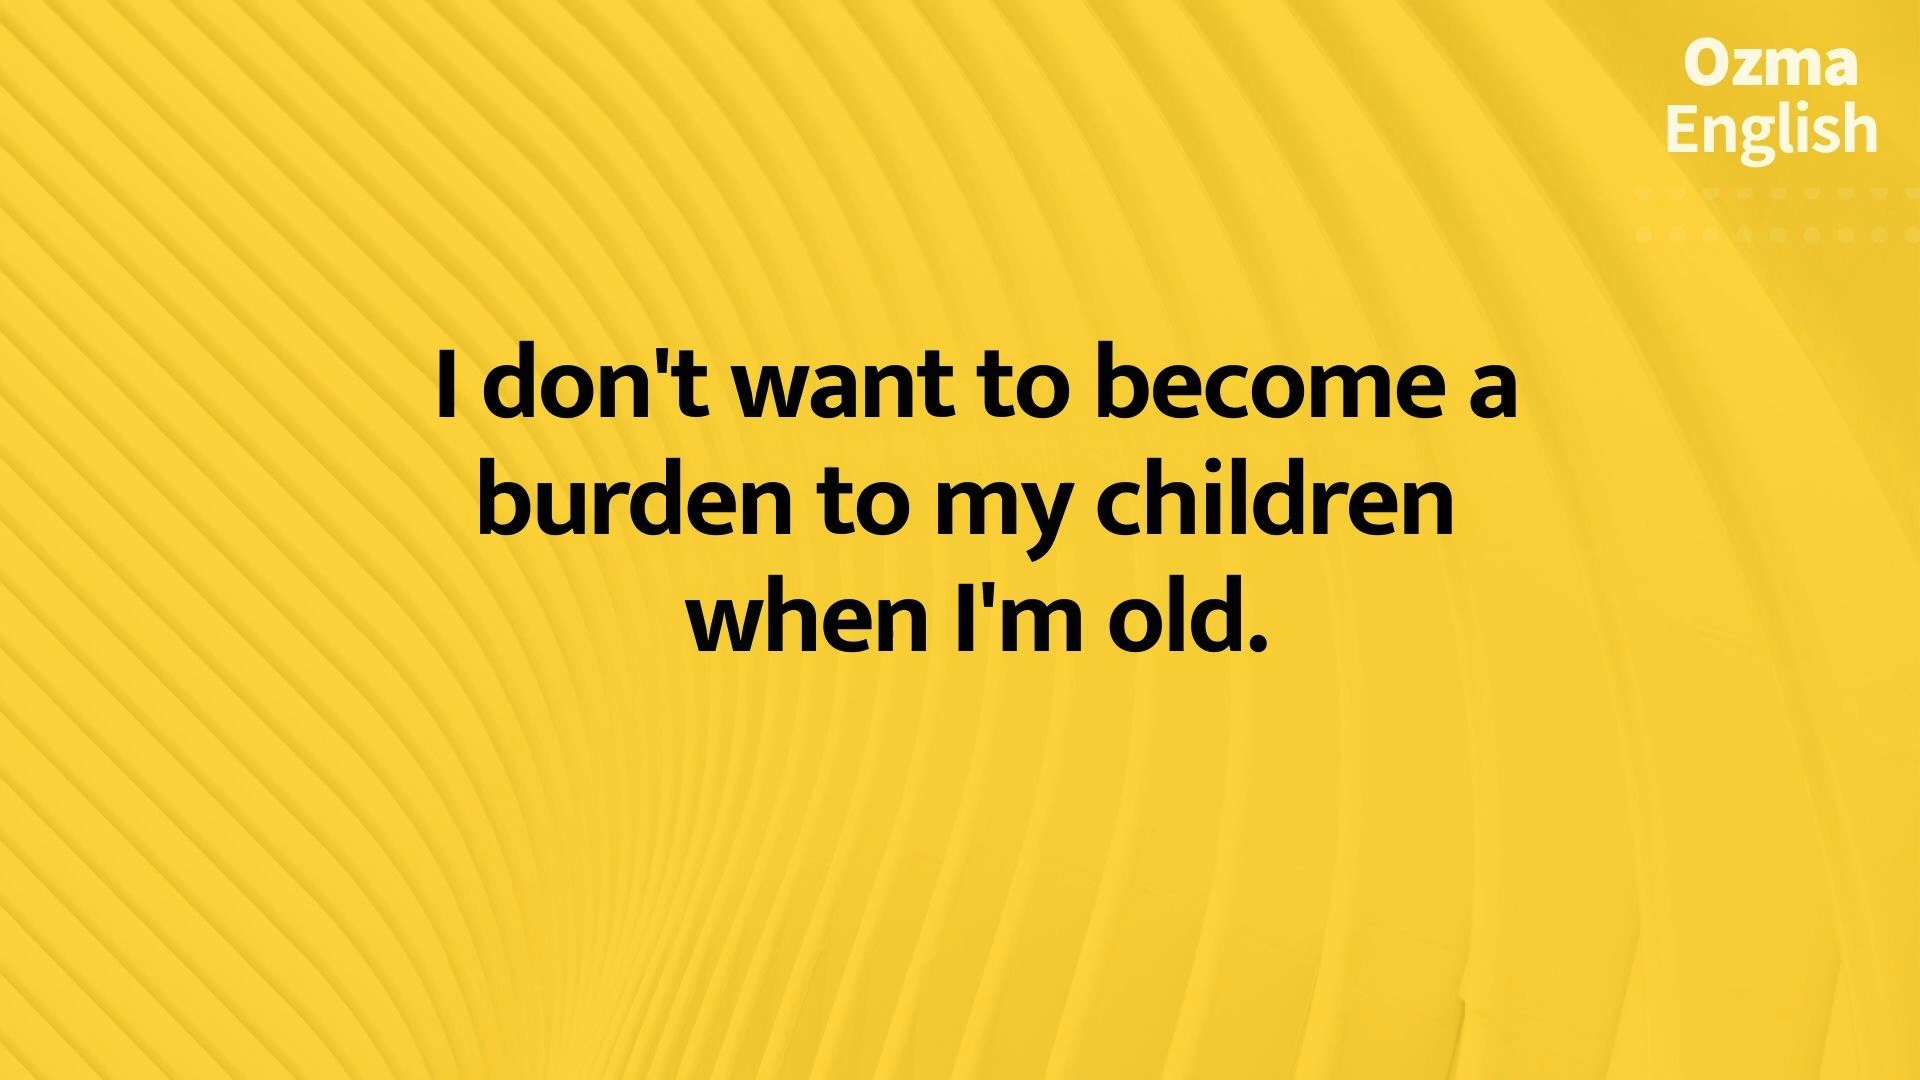 Ozma
English
I don't want to become a
burden to my children
when I'm old.